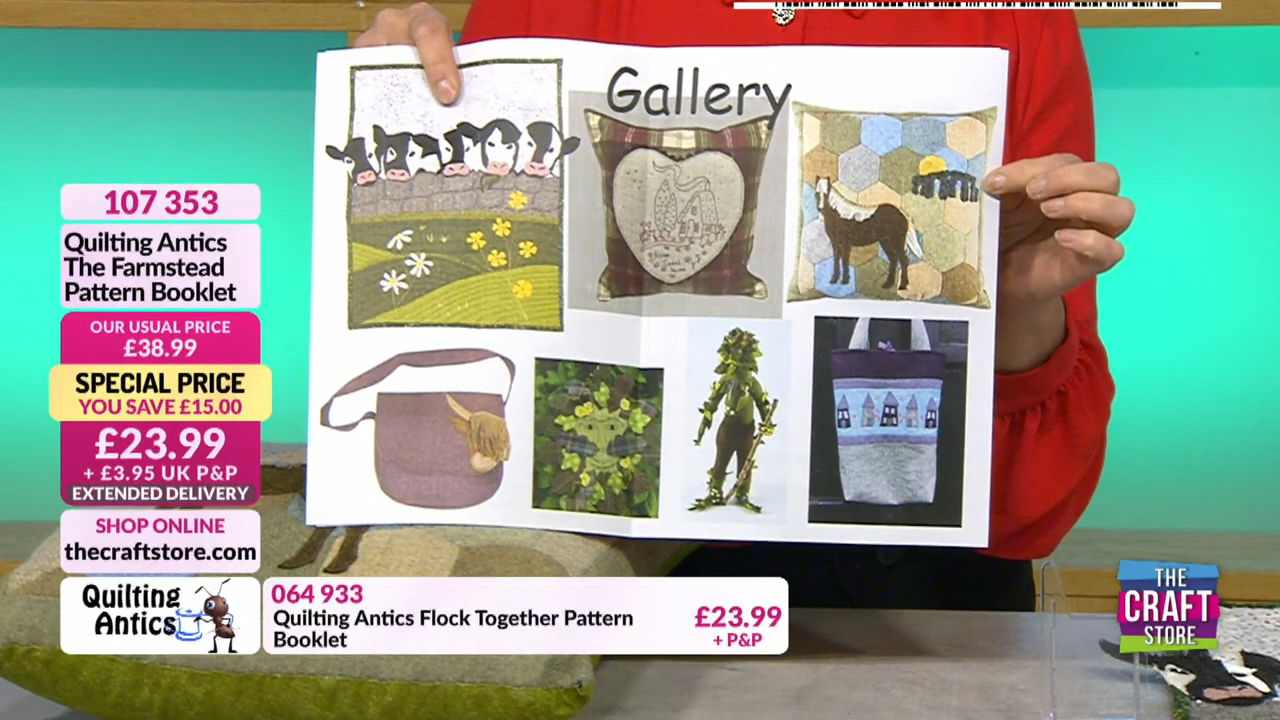 Gallery
107 353
Quilting Antics
The Farmstead
Pattern Booklet
OUR USUAL PRICE
£38.99
SPECIAL PRICE
YOU SAVE £15.00
£23.99
+ £3.95 UK P&P
EXTENDED DELIVERY
SHOP ONLINE
thecraftstore.com
Quilting
Antics
064 933
Quilting Antics Flock Together Pattern
Booklet
£23.99
+ P&P
THE
CRAFT
STORE